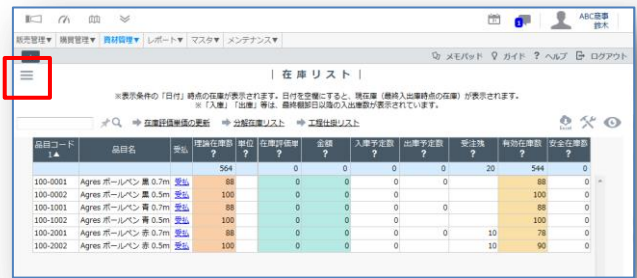 ABC商事
鈴木
販売管理▼ 購買管理▼ 資材管理▼ レポート▼ マスタ▼ メンテナンス▼
メモパッド ガイド ? ヘルプ ログアウト
| 在 庫 リ ス ト |
※表示条件の「日付」時点の在庫が表示されます。日付を空欄にすると、現在庫（最終入出庫時点の在庫）が表示されます。
※「入庫」「出庫」等は、最終棚卸日以降の入出庫数が表示されています。
在庫評価単価の更新 分解在庫リスト 工程仕掛リスト
品目コード 品目名 受払 理論在庫数 単位 在庫評価単 金額 入庫予定数 出庫予定数 受注残 有効在庫数 安全在庫数
1▲ ? ? ? ? ? ? ? ? ?
564 0 0 0 0 20 544 0
100-0001 Agres ボールペン 黒 0.7m 受払 88 0 0 0 0 88 0
100-0002 Agres ボールペン 黒 0.5m 受払 100 0 0 0 100 0
100-1001 Agres ボールペン 青 0.7m 受払 88 0 0 0 0 88 0
100-1002 Agres ボールペン 青 0.5m 受払 100 0 0 0 100 0
100-2001 Agres ボールペン 赤 0.7m 受払 88 0 0 0 0 10 78 0
100-2002 Agres ボールペン 赤 0.5m 受払 100 0 0 0 10 90 0